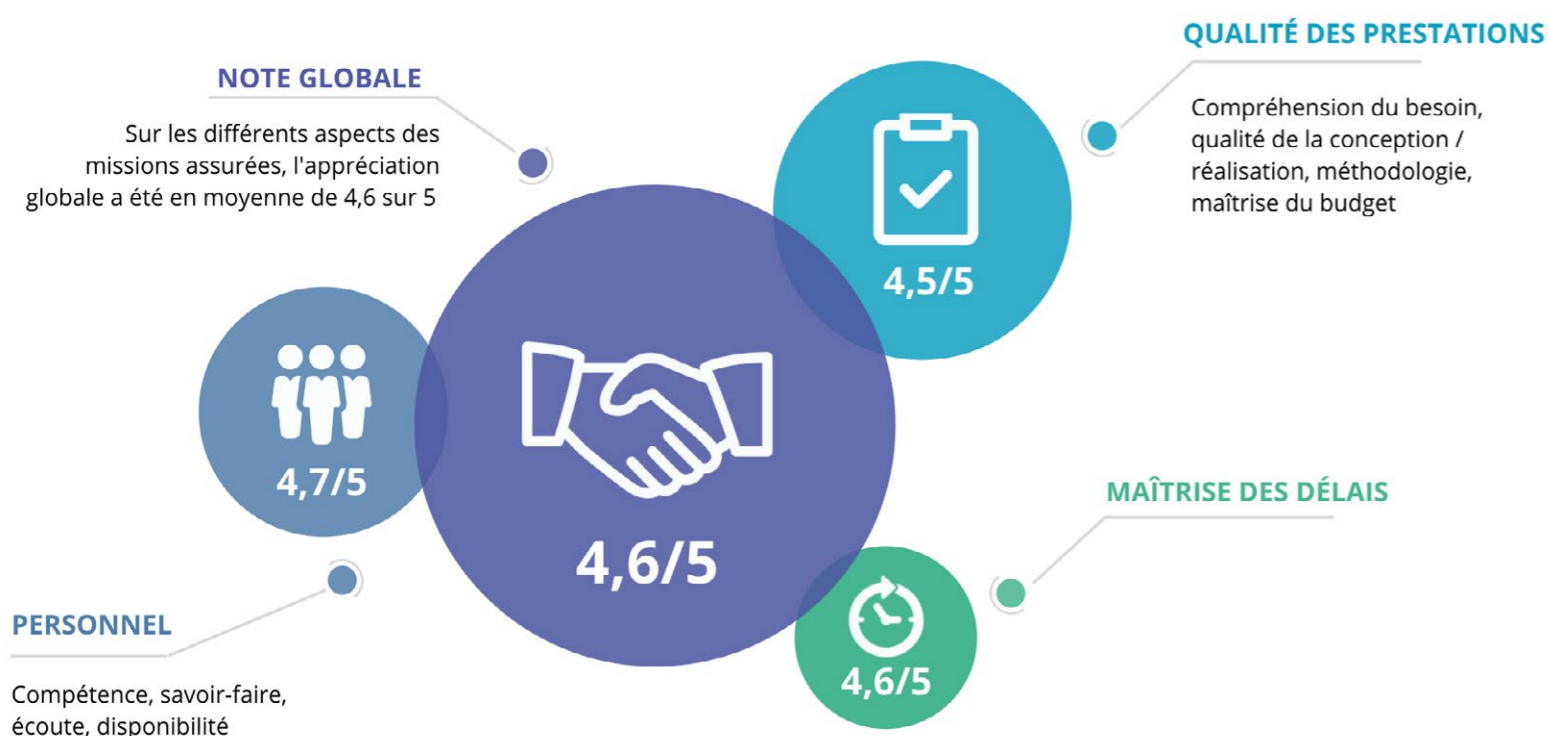 NOTE GLOBALE
Sur les différents aspects des
missions assurées, l'appréciation
globale a été en moyenne de 4,6 sur 5
QUALITÉ DES PRESTATIONS
Compréhension du besoin,
qualité de la conception /
réalisation, méthodologie,
maîtrise du budget
4,5/5
4,7/5
4,6/5
MAÎTRISE DES DÉLAIS
4,6/5
PERSONNEL
Compétence, savoir-faire,
écoute, disponibilité